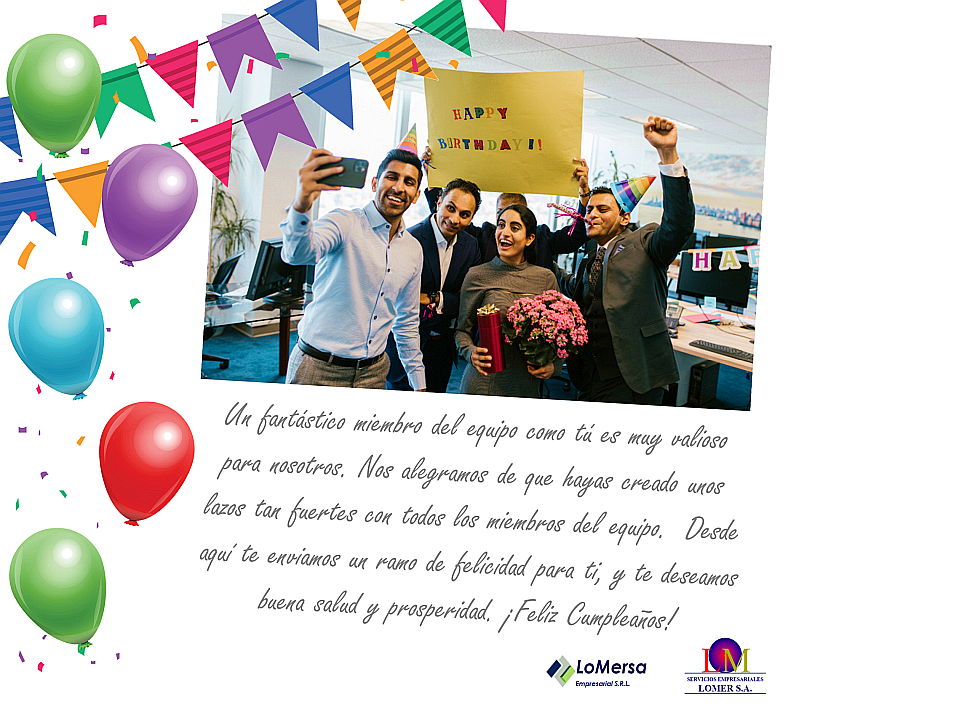 HAPPY
BIRTHDAY!!
HA
Un fantástico miembro del equipo como tú es muy valioso
para nosotros. Nos alegramos de que hayas creado unos
lazos tan fuertes con todos los miembros del equipo. Desde
aquí te enviamos un ramo de felicidad para ti, y te deseamos
buena salud y prosperidad. ¡Feliz Cumpleaños!
LoMersa
Empresarial S.R.L.
LM
SERVICIOS EMPRESARIALES
LOMER S.A.